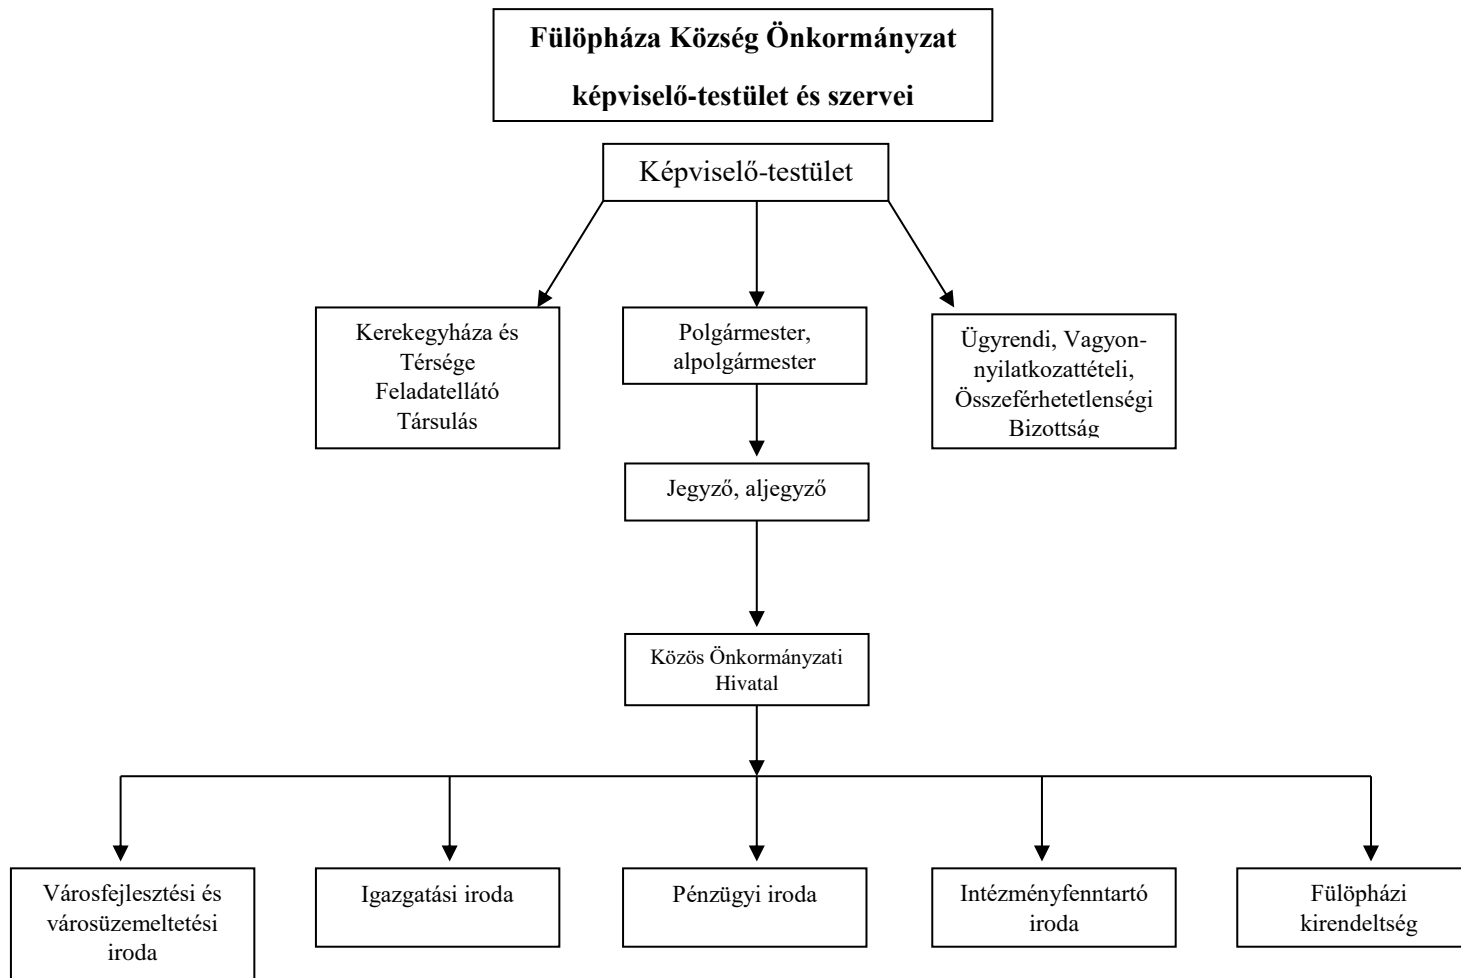 Fülöpháza Község Önkormányzat
képviselő-testület és szervei
Képviselő-testület
Kerekegyháza és
Térsége
Feladatellátó
Társulás
Polgármester,
alpolgármester
Ügyrendi, Vagyon-
nyilatkozattételi,
Összeférhetetlenségi
Bizottság
Jegyző, aljegyző
Közös Önkormányzati
Hivatal
Városfejlesztési és
városüzemeltetési
iroda
Igazgatási iroda
Pénzügyi iroda
Intézményfenntartó
iroda
Fülöpházi
kirendeltség